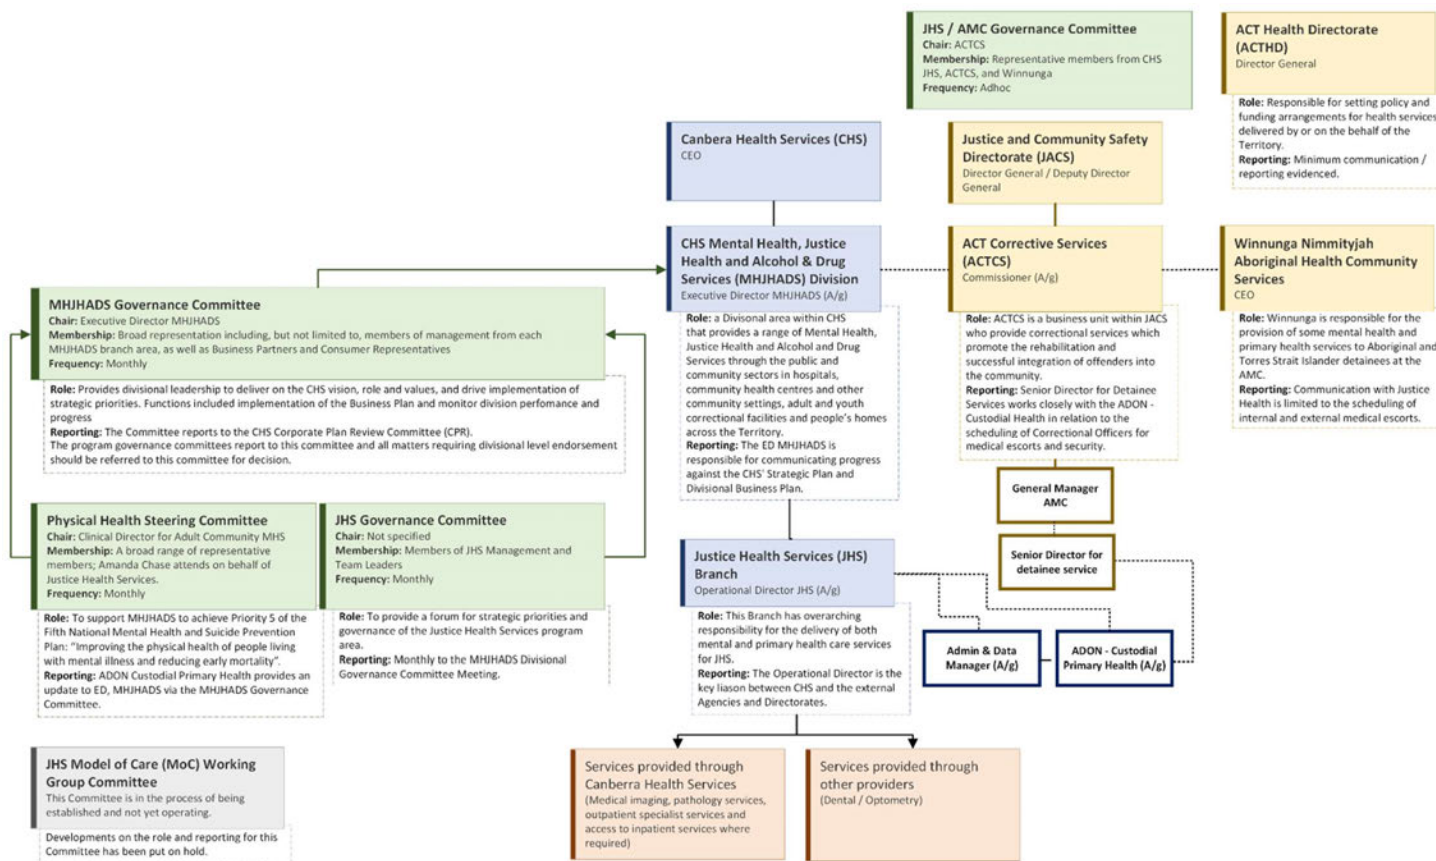 JHS / AMC Governance Committee
Chair: ACTCS
Membership: Representative members from CHS
JHS, ACTCS, and Winnunga
Frequency: Adhoc
ACT Health Directorate
(ACTHD)
Director General
Role: Responsible for setting policy and
funding arrangements for health services
delivered by or on the behalf of the
Territory.
Reporting: Minimum communication /
reporting evidenced.
Canbera Health Services (CHS)
CEO
Justice and Community Safety
Directorate (JACS)
Director General / Deputy Director
General
CHS Mental Health, Justice
Health and Alcohol & Drug
Services (MHJHADS) Division
Executive Director MHJHADS (A/g)
Role: a Divisonal area within CHS
that provides a range of Mental Health,
Justice Health and Alcohol and Drug
Services through the public and
community sectors in hospitals,
community health centres and other
community settings, adult and youth
correctional facilities and people's homes
across the Territory.
Reporting: The ED MHJHADS is
responsible for communicating progress
against the CHS' Strategic Plan and
Divisional Business Plan.
ACT Corrective Services
(ACTCS)
Commissioner (A/g)
Role: ACTCS is a business unit within JACS
who provide correctional services which
promote the rehabilitation and
successful integration of offenders into
the community.
Reporting: Senior Director for Detainee
Services works closely with the ADON -
Custodial Health in relation to the
scheduling of Correctional Officers for
medical escorts and security.
Winnunga Nimmityjah
Aboriginal Health Community
Services
CEO
Role: Winnunga is responsible for the
provision of some mental health and
primary health services to Aboriginal and
Torres Strait Islander detainees at the
AMC.
Reporting: Communication with Justice
Health is limited to the scheduling of
internal and external medical escorts.
MHJHADS Governance Committee
Chair: Executive Director MHJHADS
Membership: Broad representation including, but not limited to, members of management from each
MHJHADS branch area, as well as Business Partners and Consumer Representatives
Frequency: Monthly
Role: Provides divisional leadership to deliver on the CHS vision, role and values, and drive implementation of
strategic priorities. Functions included implementation of the Business Plan and monitor division perfomance and
progress
Reporting: The Committee reports to the CHS Corporate Plan Review Committee (CPR).
The program governance committees report to this committee and all matters requiring divisional level endorsement
should be referred to this committee for decision.
General Manager
AMC
Senior Director for
detainee service
Physical Health Steering Committee
Chair: Clinical Director for Adult Community MHS
Membership: A broad range of representative
members; Amanda Chase attends on behalf of
Justice Health Services.
Frequency: Monthly
Role: To support MHJHADS to achieve Priority 5 of the
Fifth National Mental Health and Suicide Prevention
Plan: "Improving the physical health of people living
with mental illness and reducing early mortality".
Reporting: ADON Custodial Primary Health provides an
update to ED, MHJHADS via the MHJHADS Governance
Committee.
JHS Governance Committee
Chair: Not specified
Membership: Members of JHS Management and
Team Leaders
Frequency: Monthly
Role: To provide a forum for strategic priorities and
governance of the Justice Health Services program
area.
Reporting: Monthly to the MHJHADS Divisional
Governance Committee Meeting.
Justice Health Services (JHS)
Branch
Operational Director JHS (A/g)
Role: This Branch has overarching
responsibility for the delivery of both
mental and primary health care services
for JHS.
Reporting: The Operational Director is the
key liason between CHS and the external
Agencies and Directorates.
Admin & Data
Manager (A/g)
ADON - Custodial
Primary Health (A/g)
JHS Model of Care (MoC) Working
Group Committee
This Committee is in the process of being
established and not yet operating.
Developments on the role and reporting for this
Committee has been put on hold.
Services provided through
Canberra Health Services
(Medical imaging, pathology services,
outpatient specialist services and
access to inpatient services where
required)
Services provided through
other providers
(Dental / Optometry)